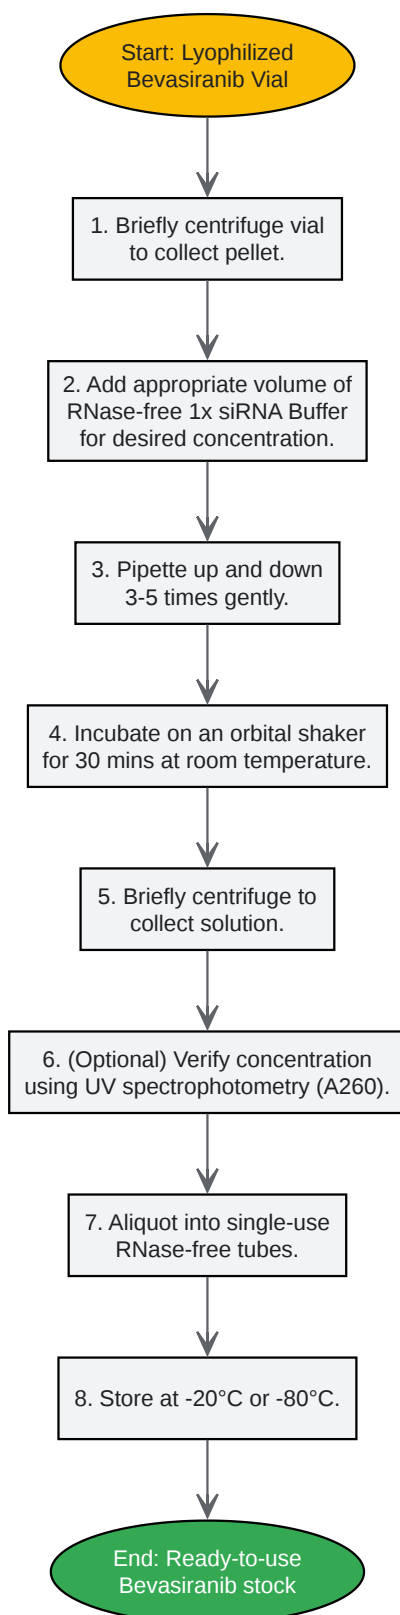 Start: Lyophilized
Bevasiranib Vial
1. Briefly centrifuge vial
to collect pellet.
2. Add appropriate volume of
RNase-free 1x siRNA Buffer
for desired concentration.
3. Pipette up and down
3-5 times gently.
4. Incubate on an orbital shaker
for 30 mins at room temperature.
5. Briefly centrifuge to
collect solution.
6. (Optional) Verify concentration
using UV spectrophotometry (A260).
7. Aliquot into single-use
RNase-free tubes.
8. Store at -20°C or -80°C.
End: Ready-to-use
Bevasiranib stock